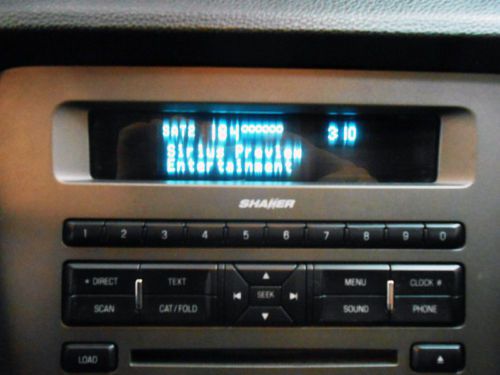 SAT2 184 3:10
Sirius Preview
Entertainment
SHAKER
1 2 3 4 5 6 7 8 9 0
* DIRECT TEXT MENU CLOCK #
SEEK
SCAN CAT/FOLD SOUND PHONE
LOAD